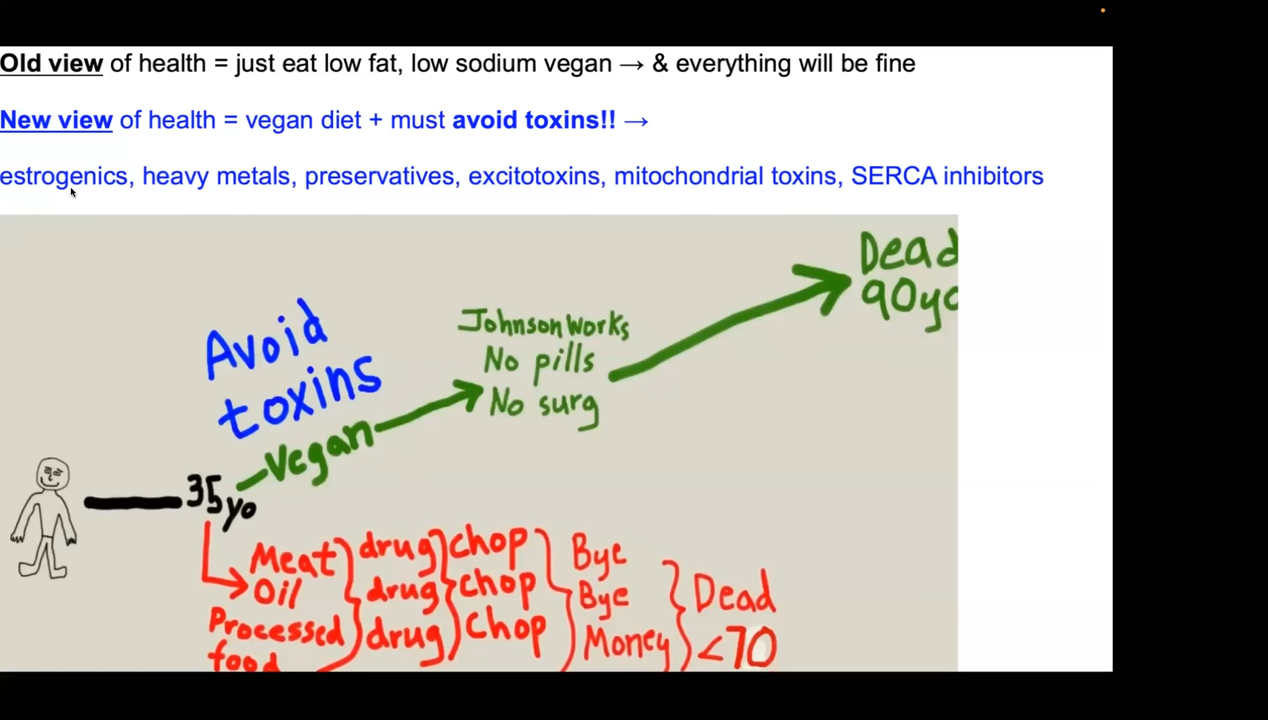 Old view of health = just eat low fat, low sodium vegan → & everything will be fine
New view of health = vegan diet + must avoid toxins!! →
estrogenics, heavy metals, preservatives, excitotoxins, mitochondrial toxins, SERCA inhibitors
Avoid
toxins
Vegan
Johnson works
No pills
No surg
Dead
90yo
35yo
Meat
Oil
Processed
food
drug
drug
drug
chop
chop
chop
Bye
Bye
Money
Dead
<70